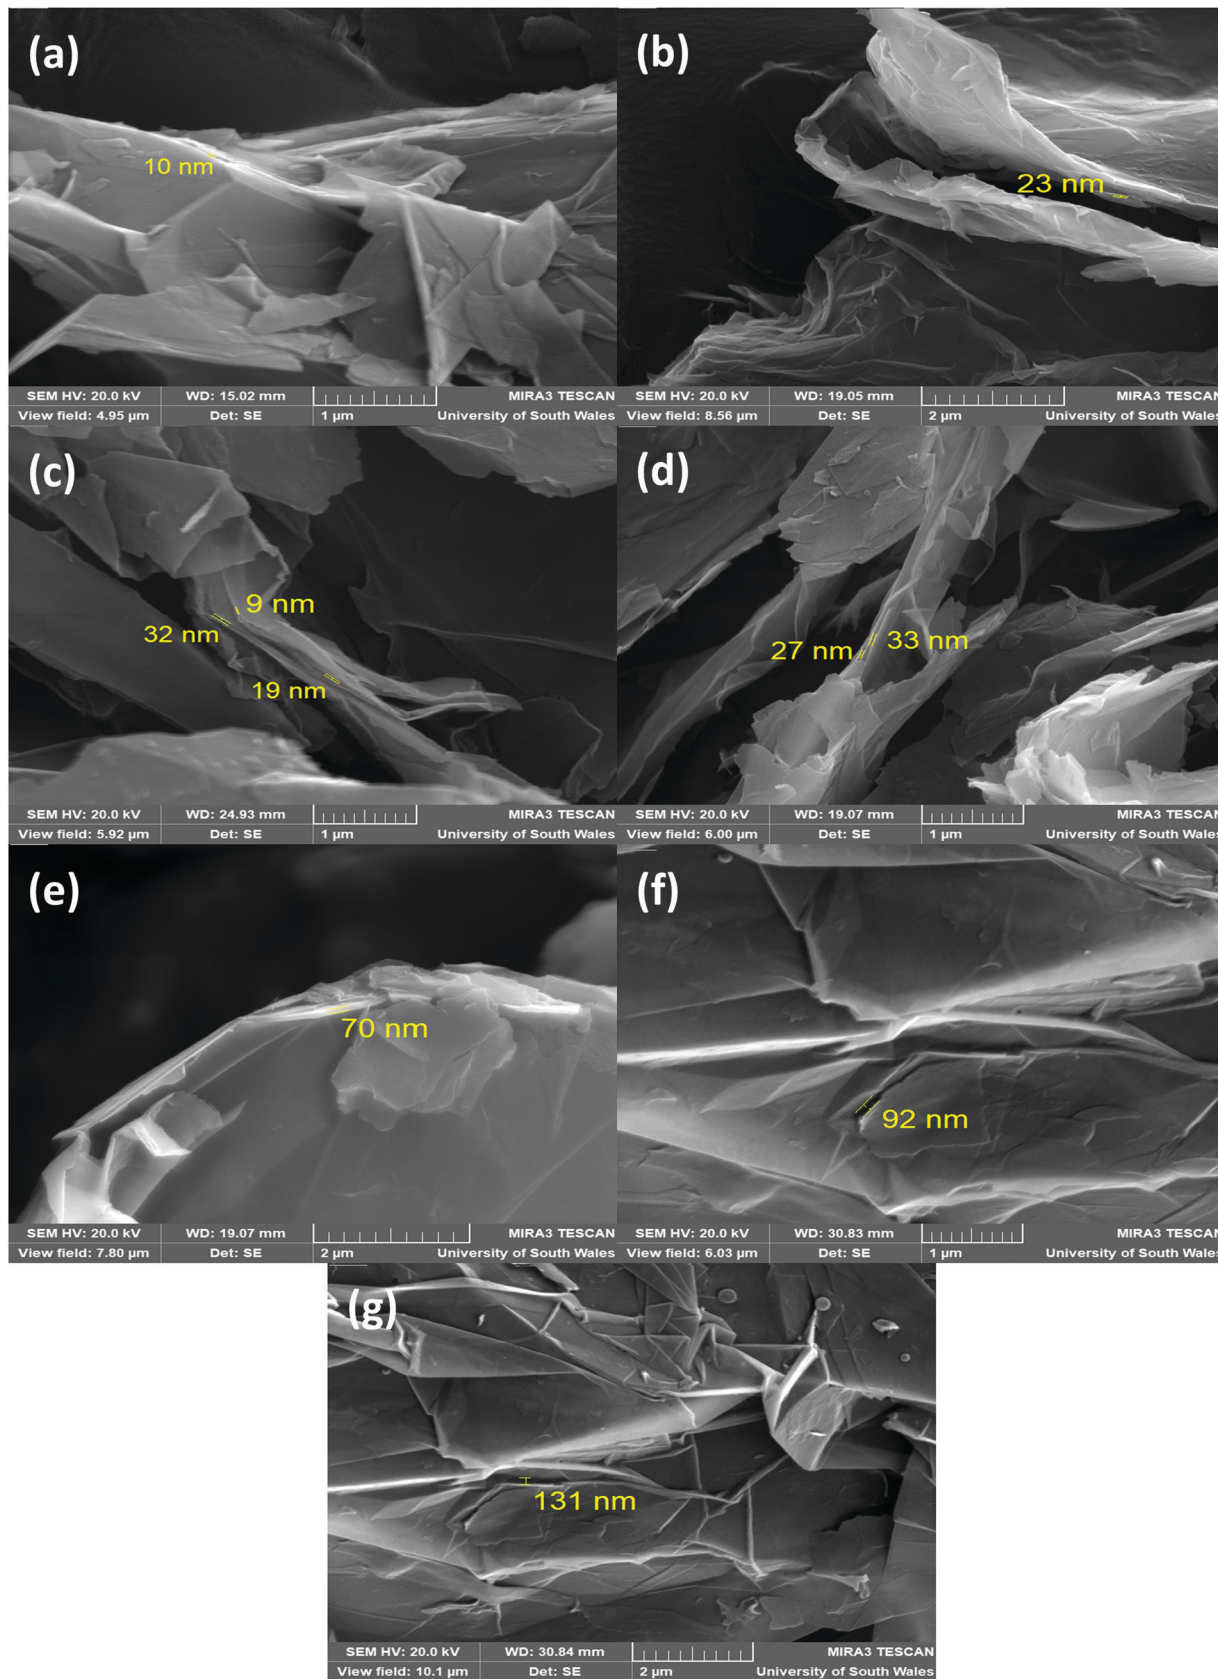 (a)
10 nm
SEM HV: 20.0 kV WD: 15.02 mm MIRA3 TESCAN
View field: 4.95 µm Det: SE 1 µm University of South Wales
(b)
23 nm
SEM HV: 20.0 kV WD: 19.05 mm MIRA3 TESCAN
View field: 8.56 µm Det: SE 2 µm University of South Wales
(c)
9 nm
32 nm
19 nm
SEM HV: 20.0 kV WD: 24.93 mm MIRA3 TESCAN
View field: 5.92 µm Det: SE 1 µm University of South Wales
(d)
33 nm
27 nm
SEM HV: 20.0 kV WD: 19.07 mm MIRA3 TESCAN
View field: 6.00 µm Det: SE 1 µm University of South Wales
(e)
70 nm
SEM HV: 20.0 kV WD: 19.07 mm MIRA3 TESCAN
View field: 7.80 µm Det: SE 2 µm University of South Wales
(f)
92 nm
SEM HV: 20.0 kV WD: 30.83 mm MIRA3 TESCAN
View field: 6.03 µm Det: SE 1 µm University of South Wales
(g)
131 nm
SEM HV: 20.0 kV WD: 30.84 mm MIRA3 TESCAN
View field: 10.1 µm Det: SE 2 µm University of South Wales